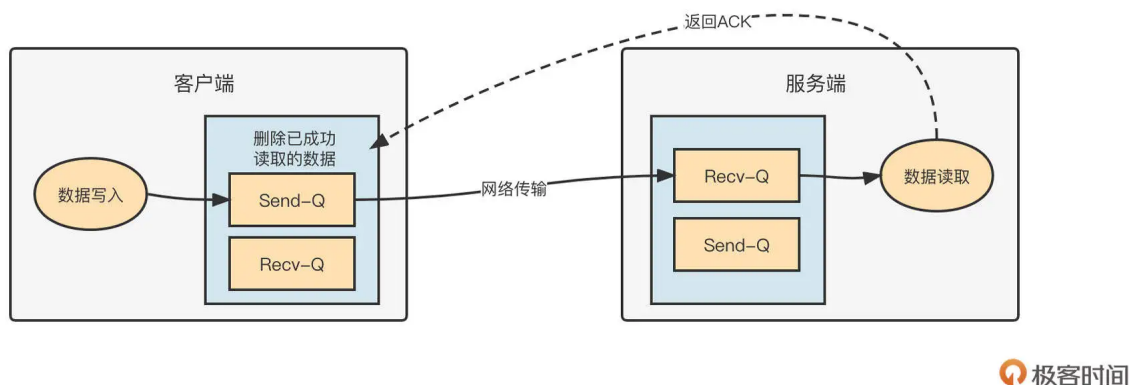 返回ACK
客户端
服务端
删除已成功
读取的数据
数据写入
Send-Q
Recv-Q
网络传输
Recv-Q
Send-Q
数据读取
极客时间